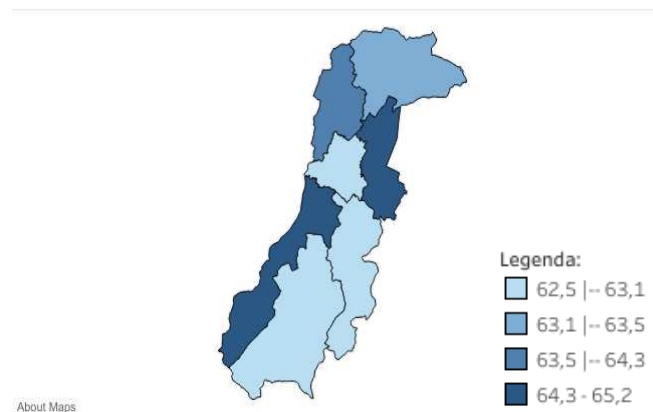 Legenda:
62,5 |-- 63,1
63,1 |-- 63,5
63,5 |-- 64,3
64,3 - 65,2
About Maps